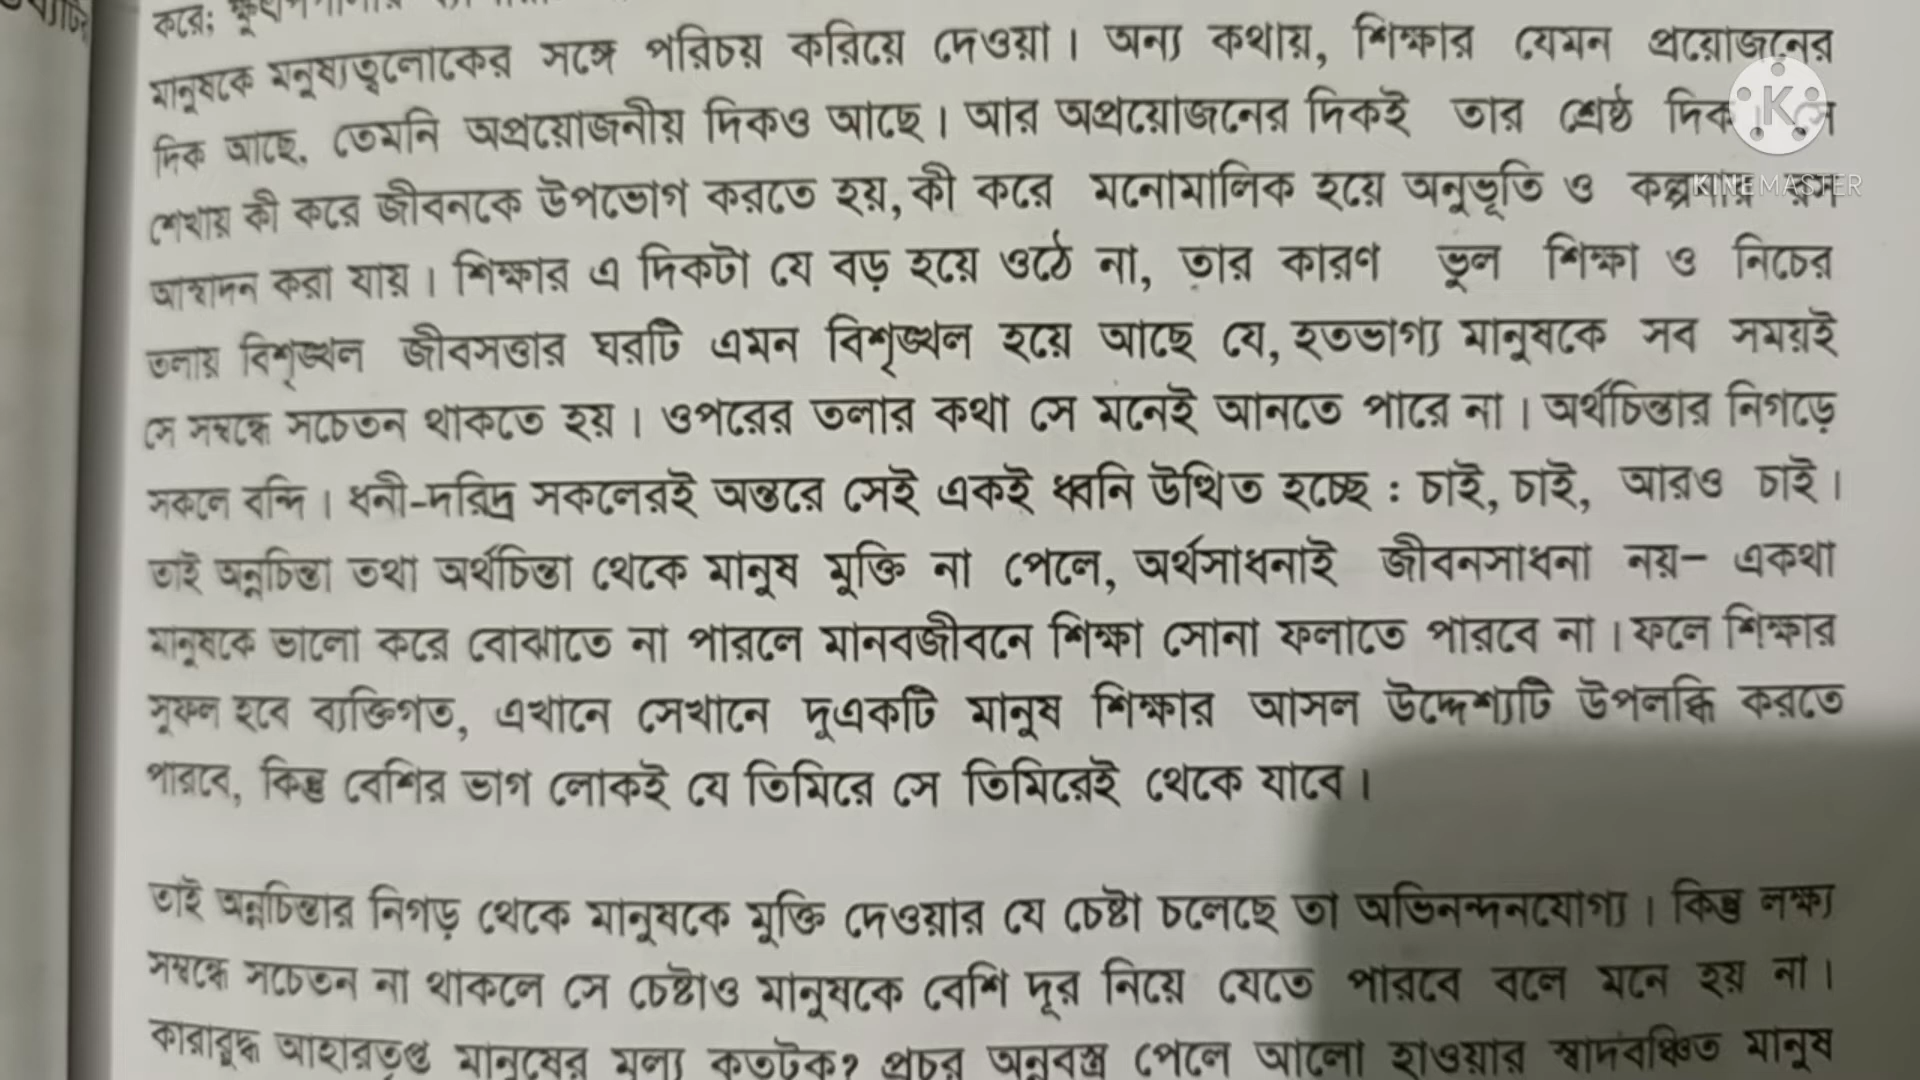 করে;
মানুষকে মনুষ্যত্বলোকের সঙ্গে পরিচয় করিয়ে দেওয়া। অন্য কথায়, শিক্ষার যেমন প্রয়োজনের
দিক আছে, তেমনি অপ্রয়োজনীয় দিকও আছে। আর অপ্রয়োজনের দিকই তার শ্রেষ্ঠ দিক সে
শেখায় কী করে জীবনকে উপভোগ করতে হয়, কী করে মনোমালিক হয়ে অনুভূতি ও কল্পনার রস
আস্বাদন করা যায়। শিক্ষার এ দিকটা যে বড় হয়ে ওঠে না, তার কারণ ভুল শিক্ষা ও নিচের
তলায় বিশৃঙ্খল জীবসত্তার ঘরটি এমন বিশৃঙ্খল হয়ে আছে যে, হতভাগ্য মানুষকে সব সময়ই
সে সম্বন্ধে সচেতন থাকতে হয়। ওপরের তলার কথা সে মনেই আনতে পারে না। অর্থচিন্তার নিগড়ে
সকলে বন্দি। ধনী-দরিদ্র সকলেরই অন্তরে সেই একই ধ্বনি উত্থিত হচ্ছে : চাই, চাই, আরও চাই।
তাই অন্নচিন্তা তথা অর্থচিন্তা থেকে মানুষ মুক্তি না পেলে, অর্থসাধনাই জীবনসাধনা নয়– একথা
মানুষকে ভালো করে বোঝাতে না পারলে মানবজীবনে শিক্ষা সোনা ফলাতে পারবে না। ফলে শিক্ষার
সুফল হবে ব্যক্তিগত, এখানে সেখানে দুএকটি মানুষ শিক্ষার আসল উদ্দেশ্যটি উপলব্ধি করতে
পারবে, কিন্তু বেশির ভাগ লোকই যে তিমিরে সে তিমিরেই থেকে যাবে।
তাই অন্নচিন্তার নিগড় থেকে মানুষকে মুক্তি দেওয়ার যে চেষ্টা চলেছে তা অভিনন্দনযোগ্য। কিন্তু লক্ষ্য
সম্বন্ধে সচেতন না থাকলে সে চেষ্টাও মানুষকে বেশি দূর নিয়ে যেতে পারবে বলে মনে হয় না।
কারারুদ্ধ আহারতৃপ্ত মানুষের মূল্য কতটুকু? প্রচুর অন্নবস্ত্র পেলে আলো হাওয়ার স্বাদবঞ্চিত মানুষ
K
KINEMASTER